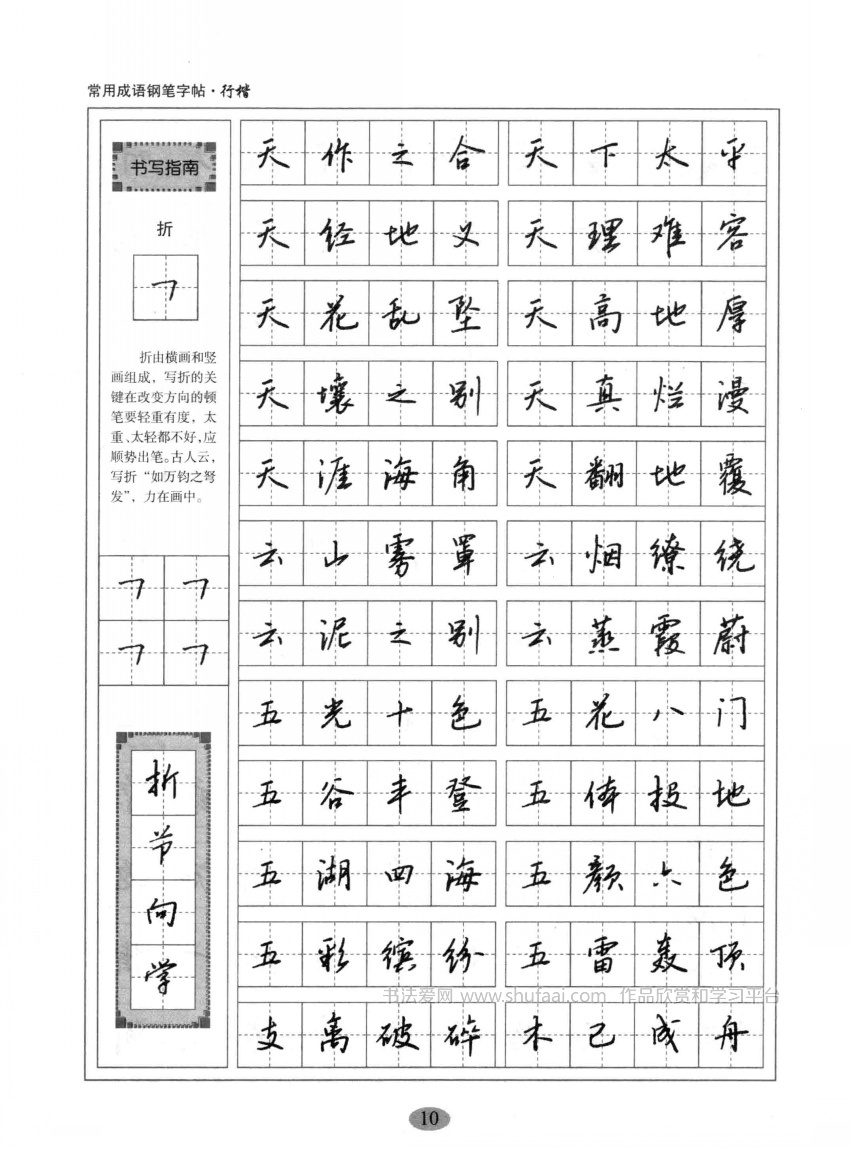 常用成语钢笔字帖·行楷
书写指南
折
㇕
折由横画和竖
画组成，写折的关
键在改变方向的顿
笔要轻重有度，太
重、太轻都不好，应
顺势出笔。古人云，
写折“如万钧之弩
发”，力在画中。
㇕ ㇕
㇕ ㇕
折
节
向
学
天作之合 天下太平
天经地义 天理难容
天花乱坠 天高地厚
天壤之别 天真烂漫
天涯海角 天翻地覆
云山雾罩 云烟缭绕
云泥之别 云蒸霞蔚
五光十色 五花八门
五谷丰登 五体投地
五湖四海 五颜六色
五彩缤纷 五雷轰顶
书法爱网 www.shufaai.com 作品欣赏和学习平台
支离破碎 木已成舟
10